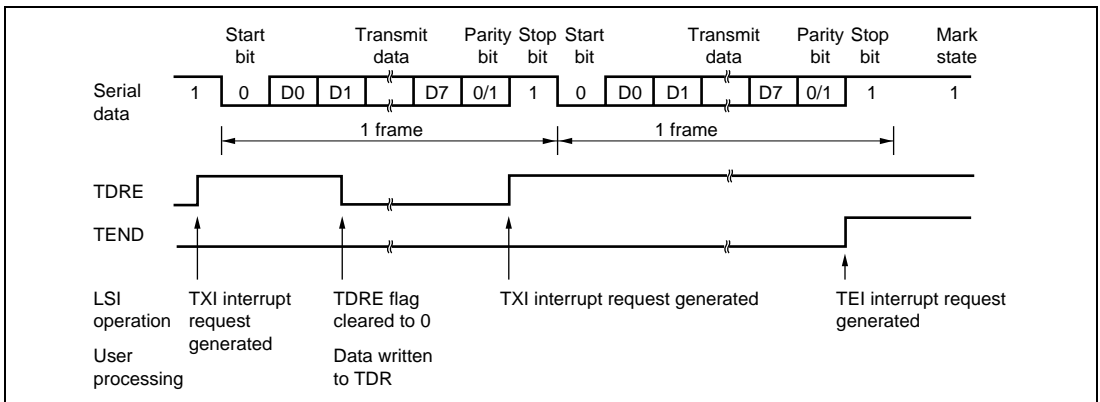 Start bit Transmit data Parity bit Stop bit Start bit Transmit data Parity bit Stop bit Mark state
Serial data 1 0 D0 D1 D7 0/1 1 0 D0 D1 D7 0/1 1 1
1 frame 1 frame
TDRE
TEND
LSI operation TXI interrupt request generated TDRE flag cleared to 0 TXI interrupt request generated TEI interrupt request generated
User processing Data written to TDR